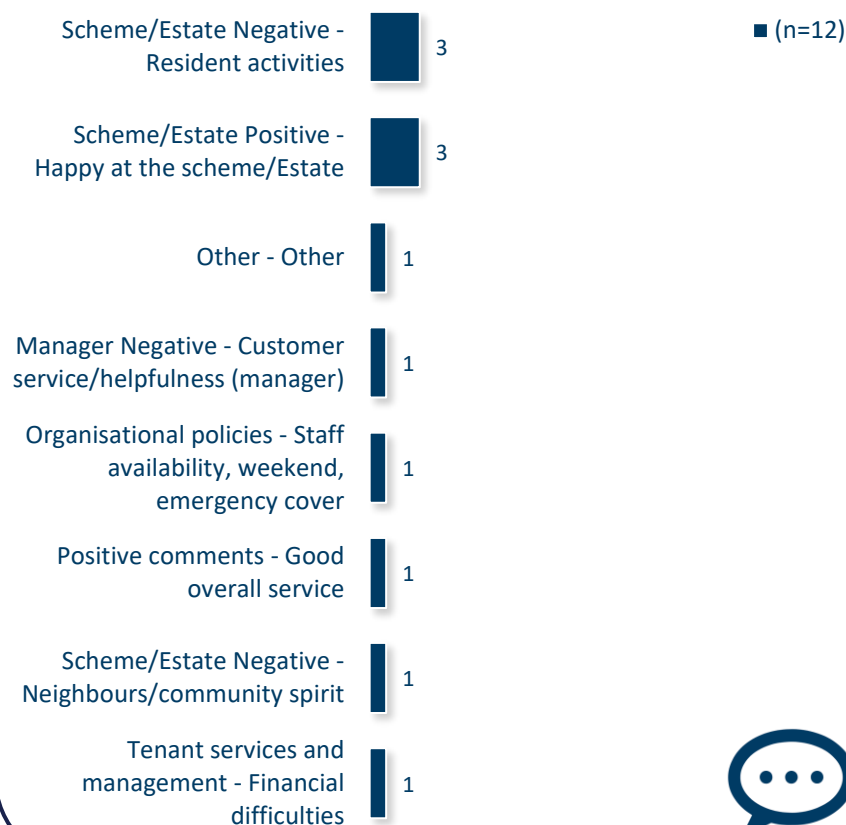 Scheme/Estate Negative -
Resident activities
3
(n=12)
Scheme/Estate Positive -
Happy at the scheme/Estate
3
Other - Other
1
Manager Negative - Customer
service/helpfulness (manager)
1
Organisational policies - Staff
availability, weekend,
emergency cover
1
Positive comments - Good
overall service
1
Scheme/Estate Negative -
Neighbours/community spirit
1
Tenant services and
management - Financial
difficulties
1